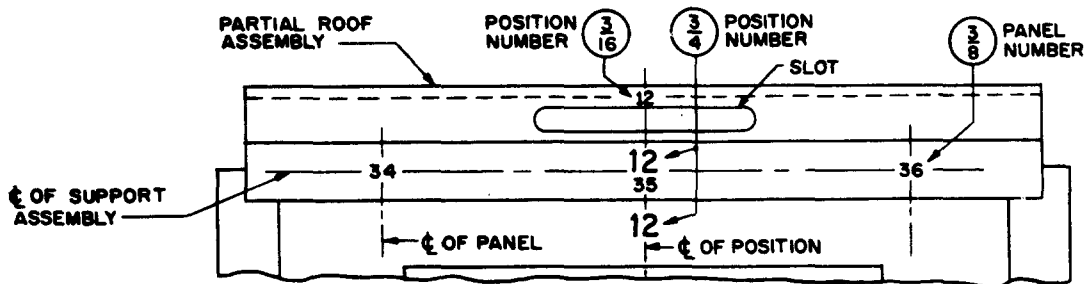 PARTIAL ROOF
ASSEMBLY
POSITION
NUMBER
3
16
3
4
POSITION
NUMBER
3
8
PANEL
NUMBER
SLOT
12
12
34
35
36
℄ OF SUPPORT
ASSEMBLY
12
℄ OF PANEL
℄ OF POSITION